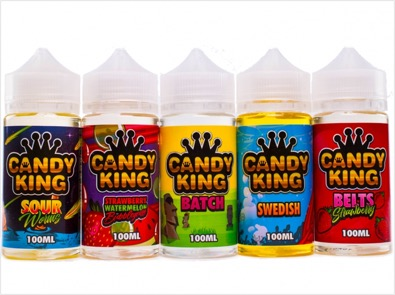 CANDY
KING
SOUR
Worms
100ML
CANDY
KING
STRAWBERRY
WATERMELON
Bubblegum
100ML
CANDY
KING
BATCH
100ML
CANDY
KING
SWEDISH
100ML
CANDY
KING
BELTS
Strawberry
100ML